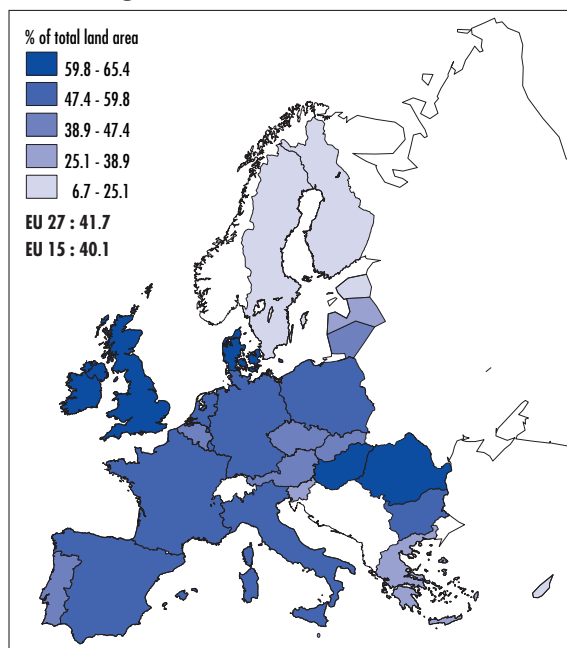 % of total land area
59.8 - 65.4
47.4 - 59.8
38.9 - 47.4
25.1 - 38.9
6.7 - 25.1
EU 27 : 41.7
EU 15 : 40.1